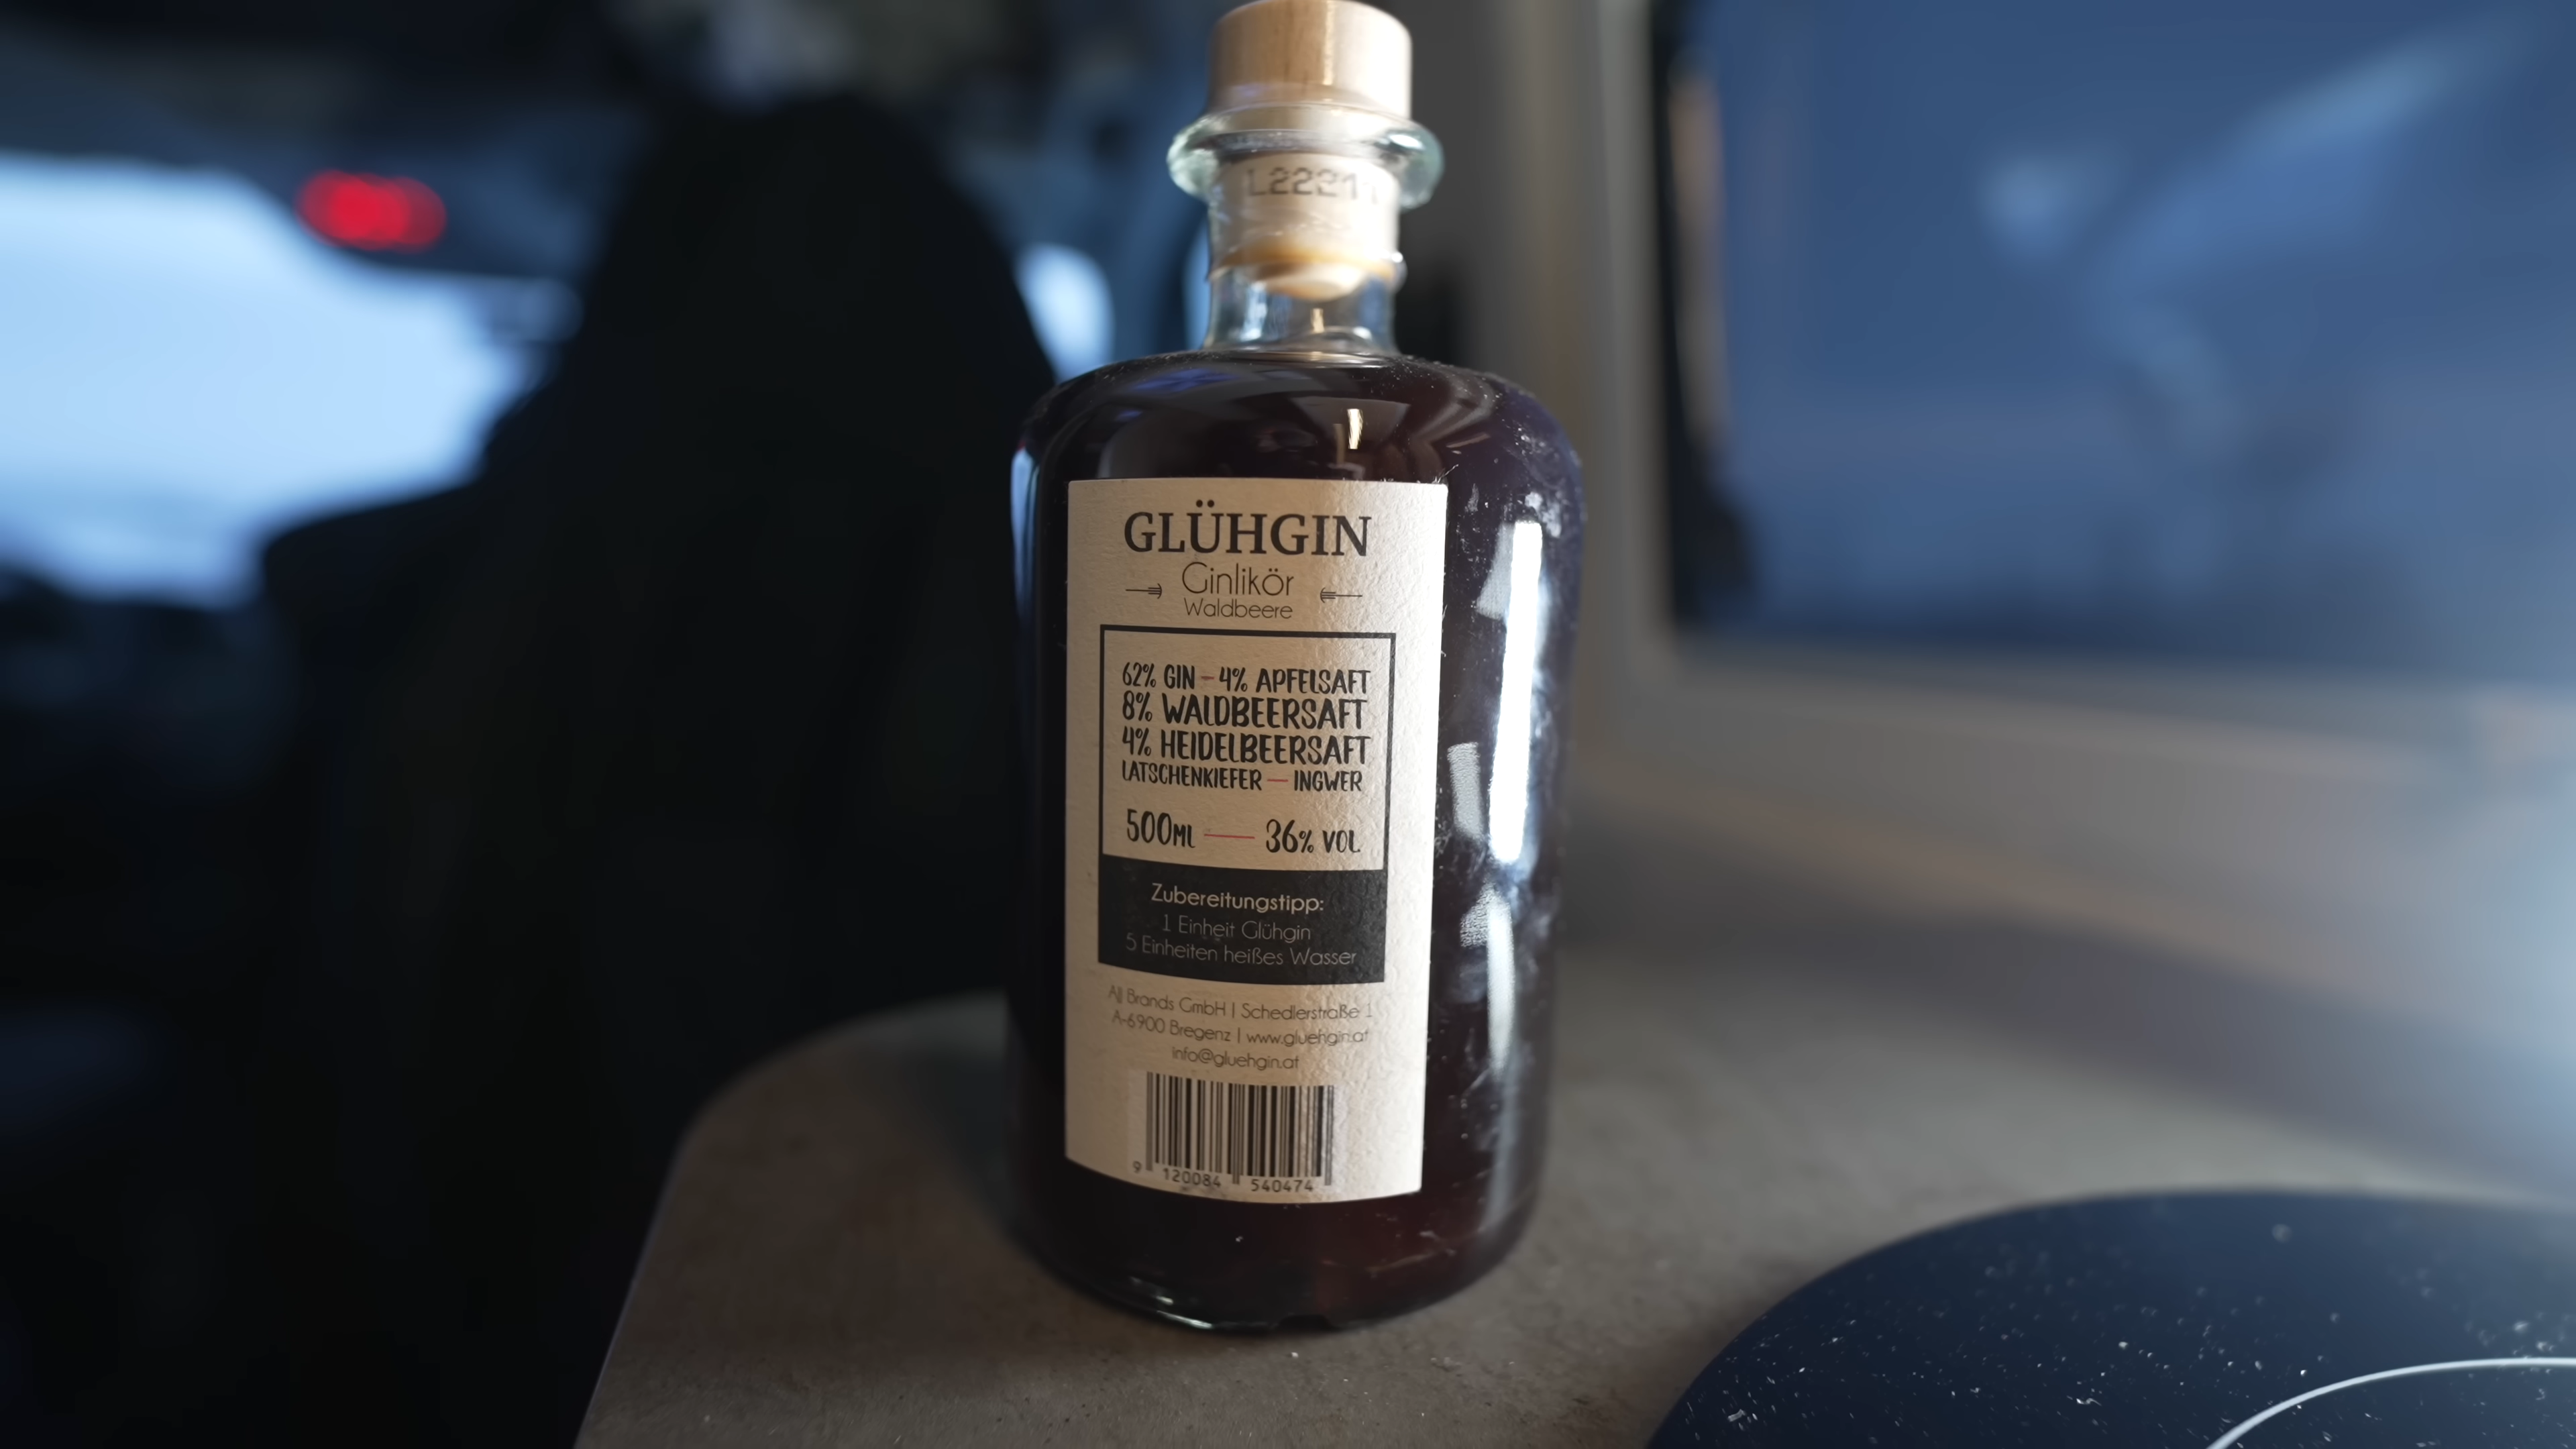 GLÜHGIN
Ginlikör
Waldbeere
62% GIN – 4% APFELSAFT
8% WALDBEERSAFT
4% HEIDELBEERSAFT
LATSCHENKIEFER — INGWER
500ML — 36% VOL.
Zubereitungstipp:
1 Einheit Glühgin
5 Einheiten heißes Wasser
Brands GmbH | Schedlerstraße 1
A-6900 Bregenz | www.gluehgin.at
info@gluehgin.at
9 120084 540474